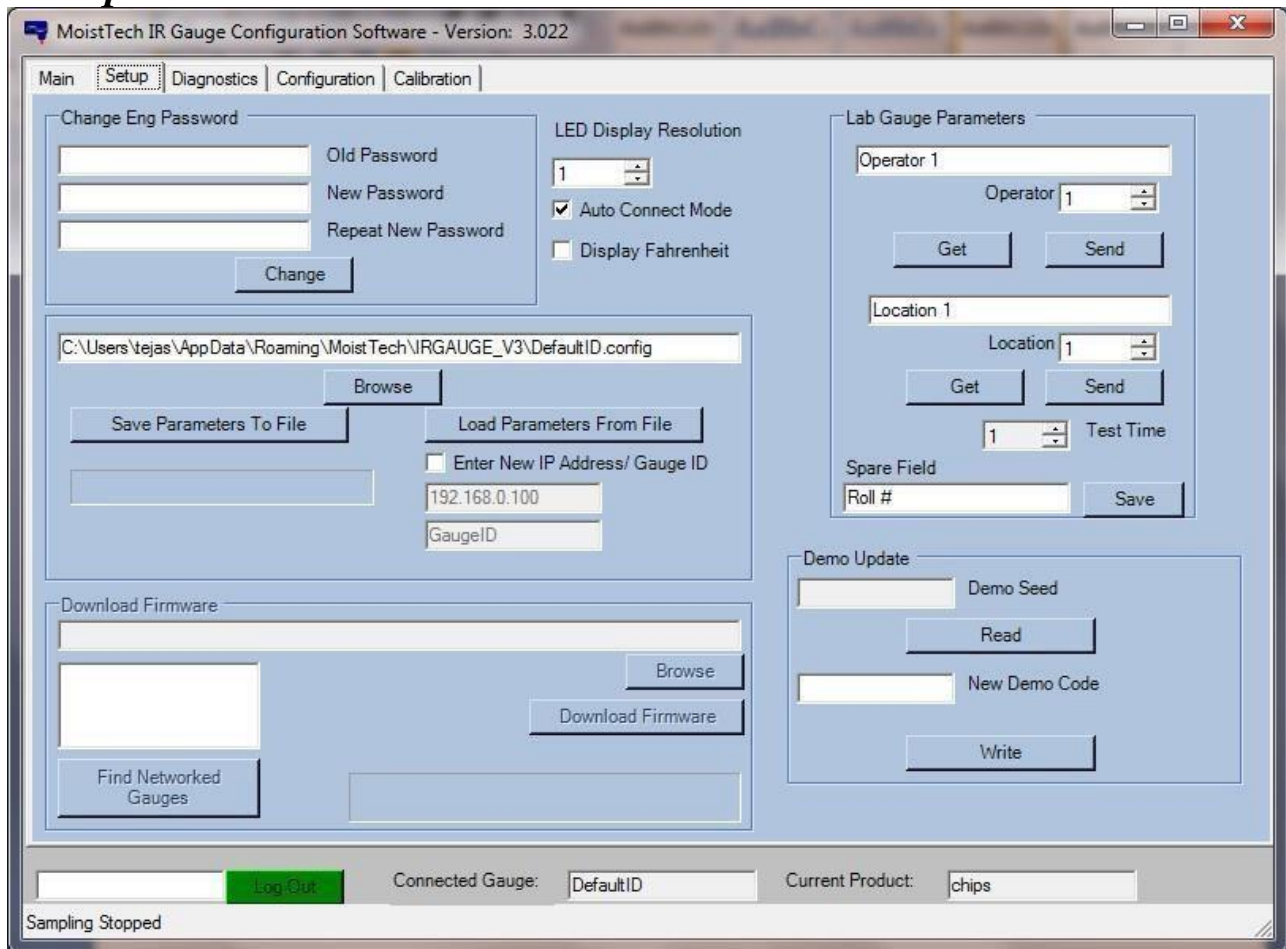 MoistTech IR Gauge Configuration Software - Version: 3.022
Main Setup Diagnostics Configuration Calibration
Change Eng Password
Old Password
New Password
Repeat New Password
Change
LED Display Resolution
1
Auto Connect Mode
Display Fahrenheit
Lab Gauge Parameters
Operator 1
Operator 1
Get Send
Location 1
Location 1
Get Send
1 Test Time
Spare Field
Roll # Save
C:\Users\tejas\AppData\Roaming\MoistTech\IRGAUGE_V3\DefaultID.config
Browse
Save Parameters To File Load Parameters From File
Enter New IP Address/ Gauge ID
192.168.0.100
GaugeID
Demo Update
Demo Seed
Read
New Demo Code
Write
Download Firmware
Browse
Download Firmware
Find Networked
Gauges
Log Out Connected Gauge: DefaultID Current Product: chips
Sampling Stopped